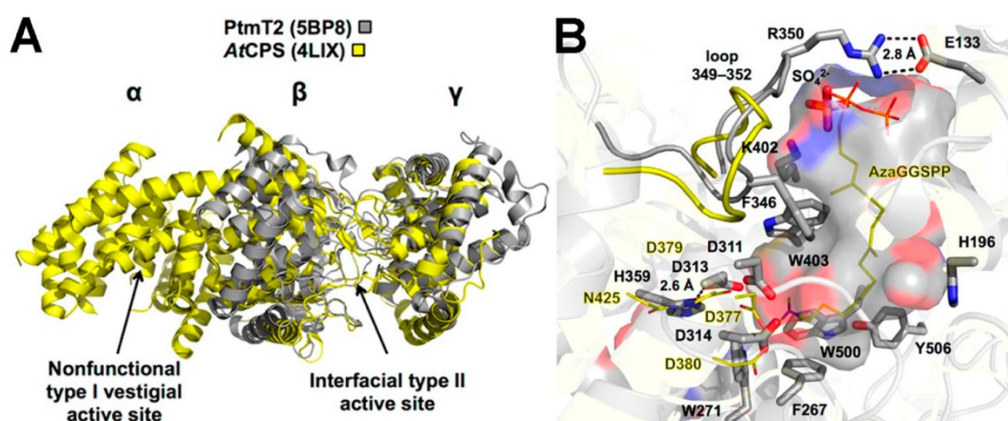 A
PtmT2 (5BP8)
AtCPS (4LIX)
α
β
γ
Nonfunctional
type I vestigial
active site
Interfacial type II
active site
B
R350
E133
loop
349–352
2.8 Å
SO₄²⁻
K402
AzaGGSPP
F346
D379
D311
W403
H196
H359
D313
2.6 Å
N425
D377
D314
W500
Y506
D380
W271
F267